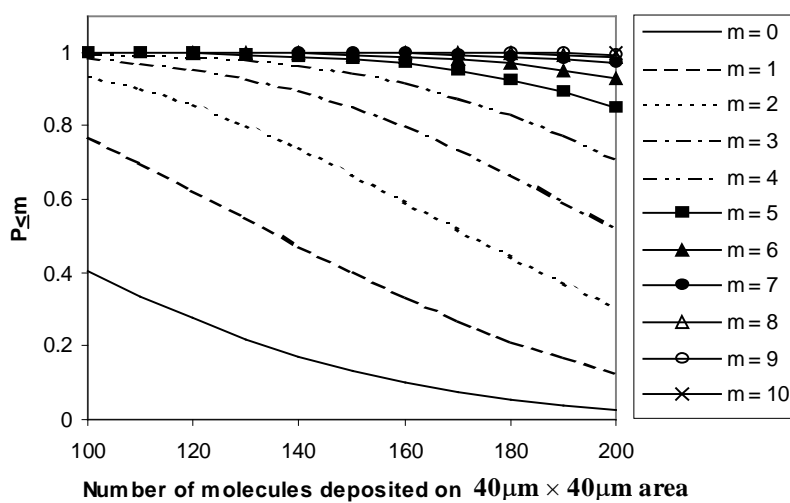 1
0.8
0.6
0.4
0.2
0
P≤m
100 120 140 160 180 200
Number of molecules deposited on 40μm × 40μm area
m = 0
m = 1
m = 2
m = 3
m = 4
m = 5
m = 6
m = 7
m = 8
m = 9
m = 10